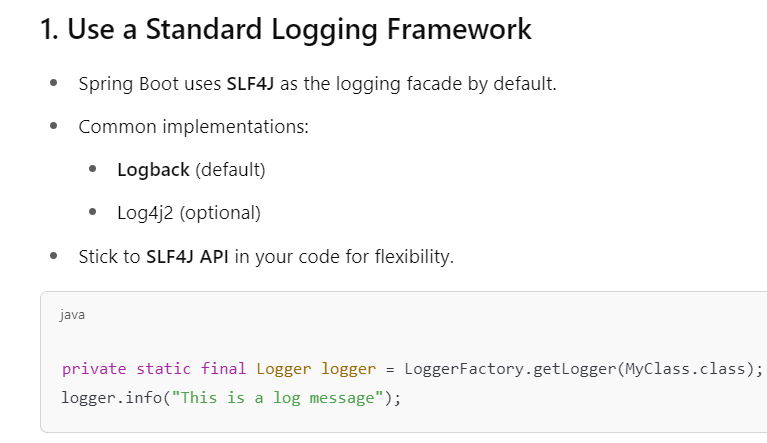 1. Use a Standard Logging Framework
Spring Boot uses SLF4J as the logging facade by default.
Common implementations:
Logback (default)
Log4j2 (optional)
Stick to SLF4J API in your code for flexibility.
java
private static final Logger logger = LoggerFactory.getLogger(MyClass.class);
logger.info("This is a log message");